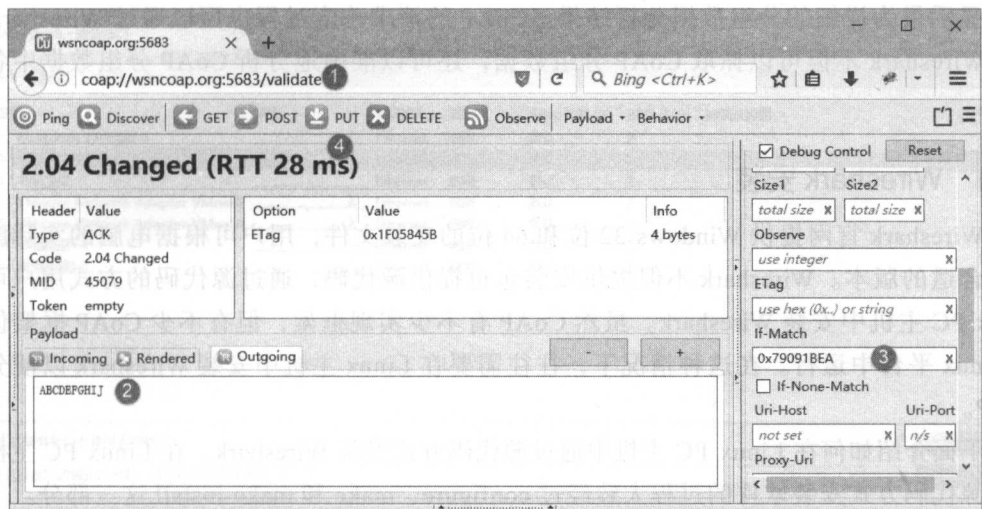 wsncoap.org:5683
coap://wsncoap.org:5683/validate 1
Bing <Ctrl+K>
Ping Discover GET POST PUT DELETE Observe Payload Behavior
4
2.04 Changed (RTT 28 ms)
Debug Control Reset
Header Value
Type ACK
Code 2.04 Changed
MID 45079
Token empty
Option Value Info
ETag 0x1F05845B 4 bytes
Payload
Incoming Rendered Outgoing
+
ABCDEFGHIJ 2
Size1 Size2
total size x total size x
Observe
use integer x
ETag
use hex (0x..) or string x
If-Match
0x79091BEA 3 x
If-None-Match
Uri-Host Uri-Port
not set x n/s x
Proxy-Uri